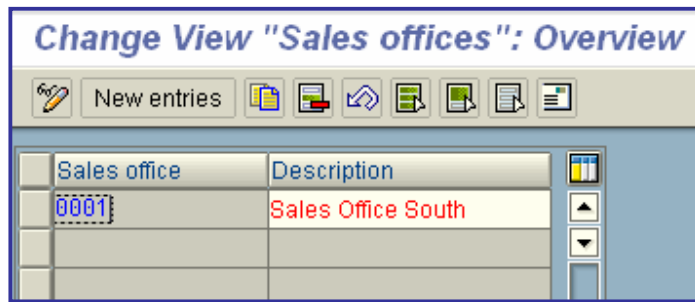 Change View "Sales offices": Overview
New entries
Sales office Description
0001 Sales Office South